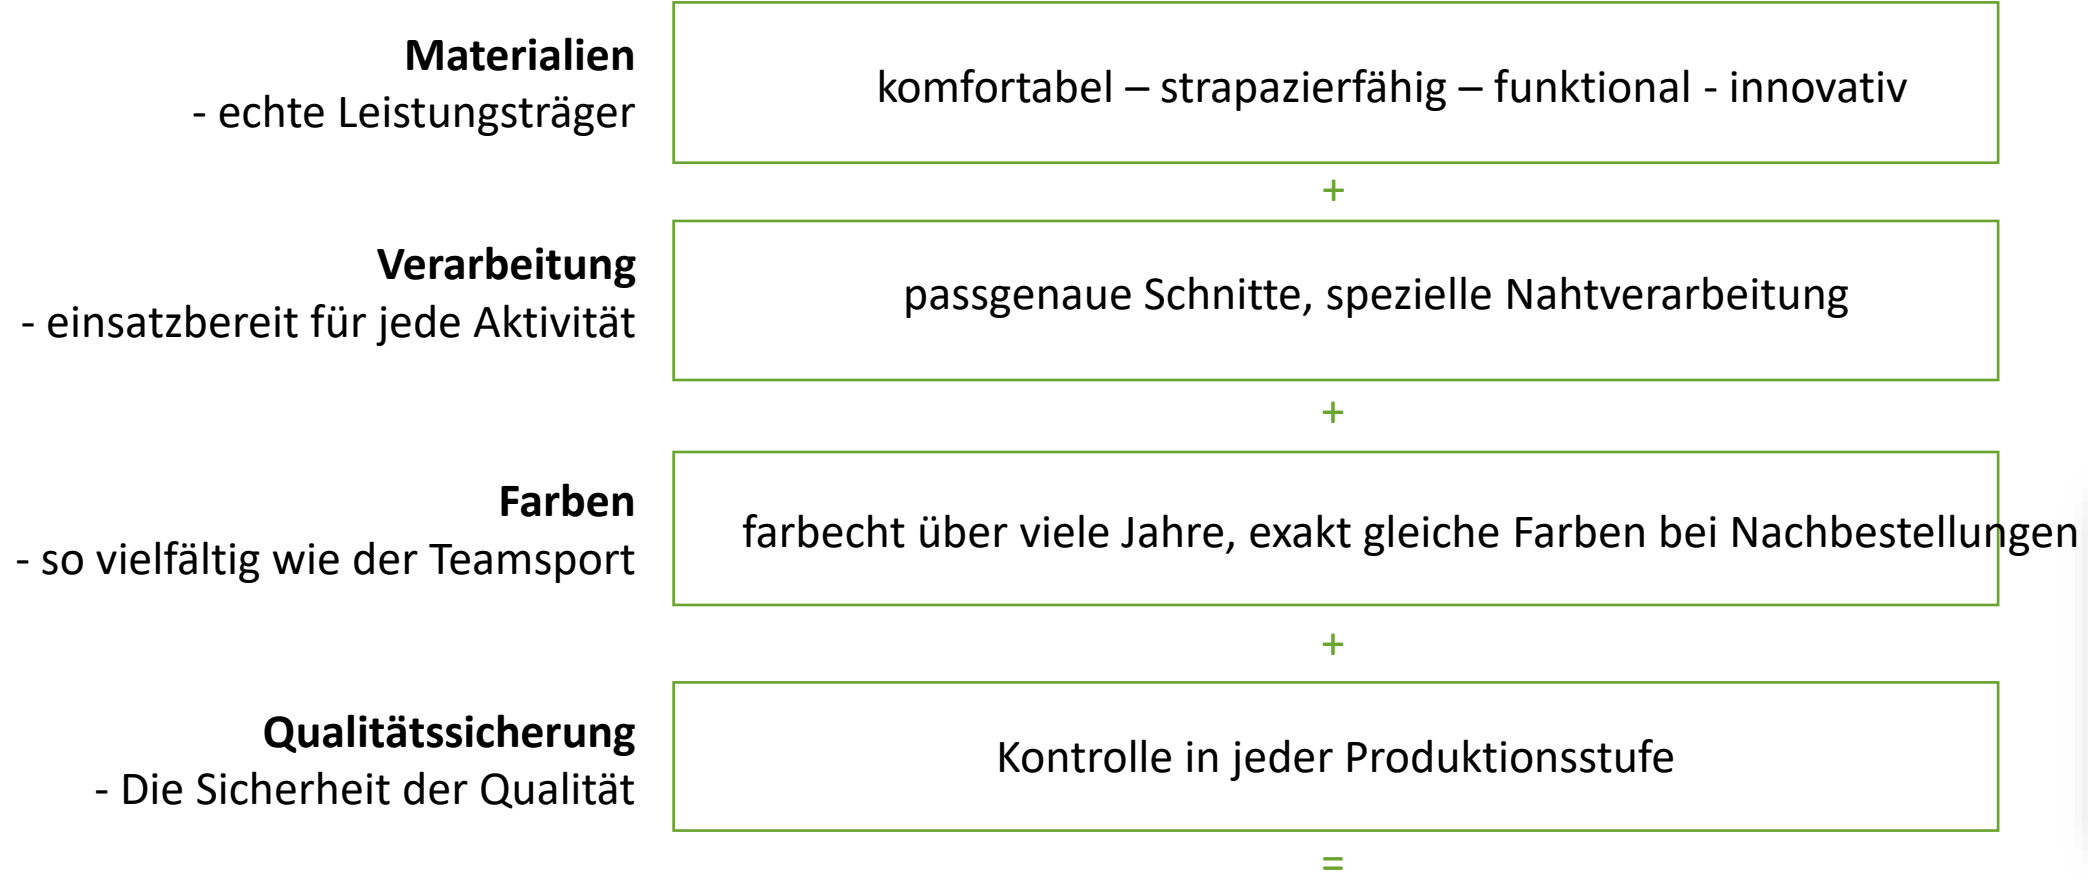 Materialien
- echte Leistungsträger
komfortabel – strapazierfähig – funktional - innovativ
+
Verarbeitung
- einsatzbereit für jede Aktivität
passgenaue Schnitte, spezielle Nahtverarbeitung
+
Farben
- so vielfältig wie der Teamsport
farbecht über viele Jahre, exakt gleiche Farben bei Nachbestellungen
+
Qualitätssicherung
- Die Sicherheit der Qualität
Kontrolle in jeder Produktionsstufe
=